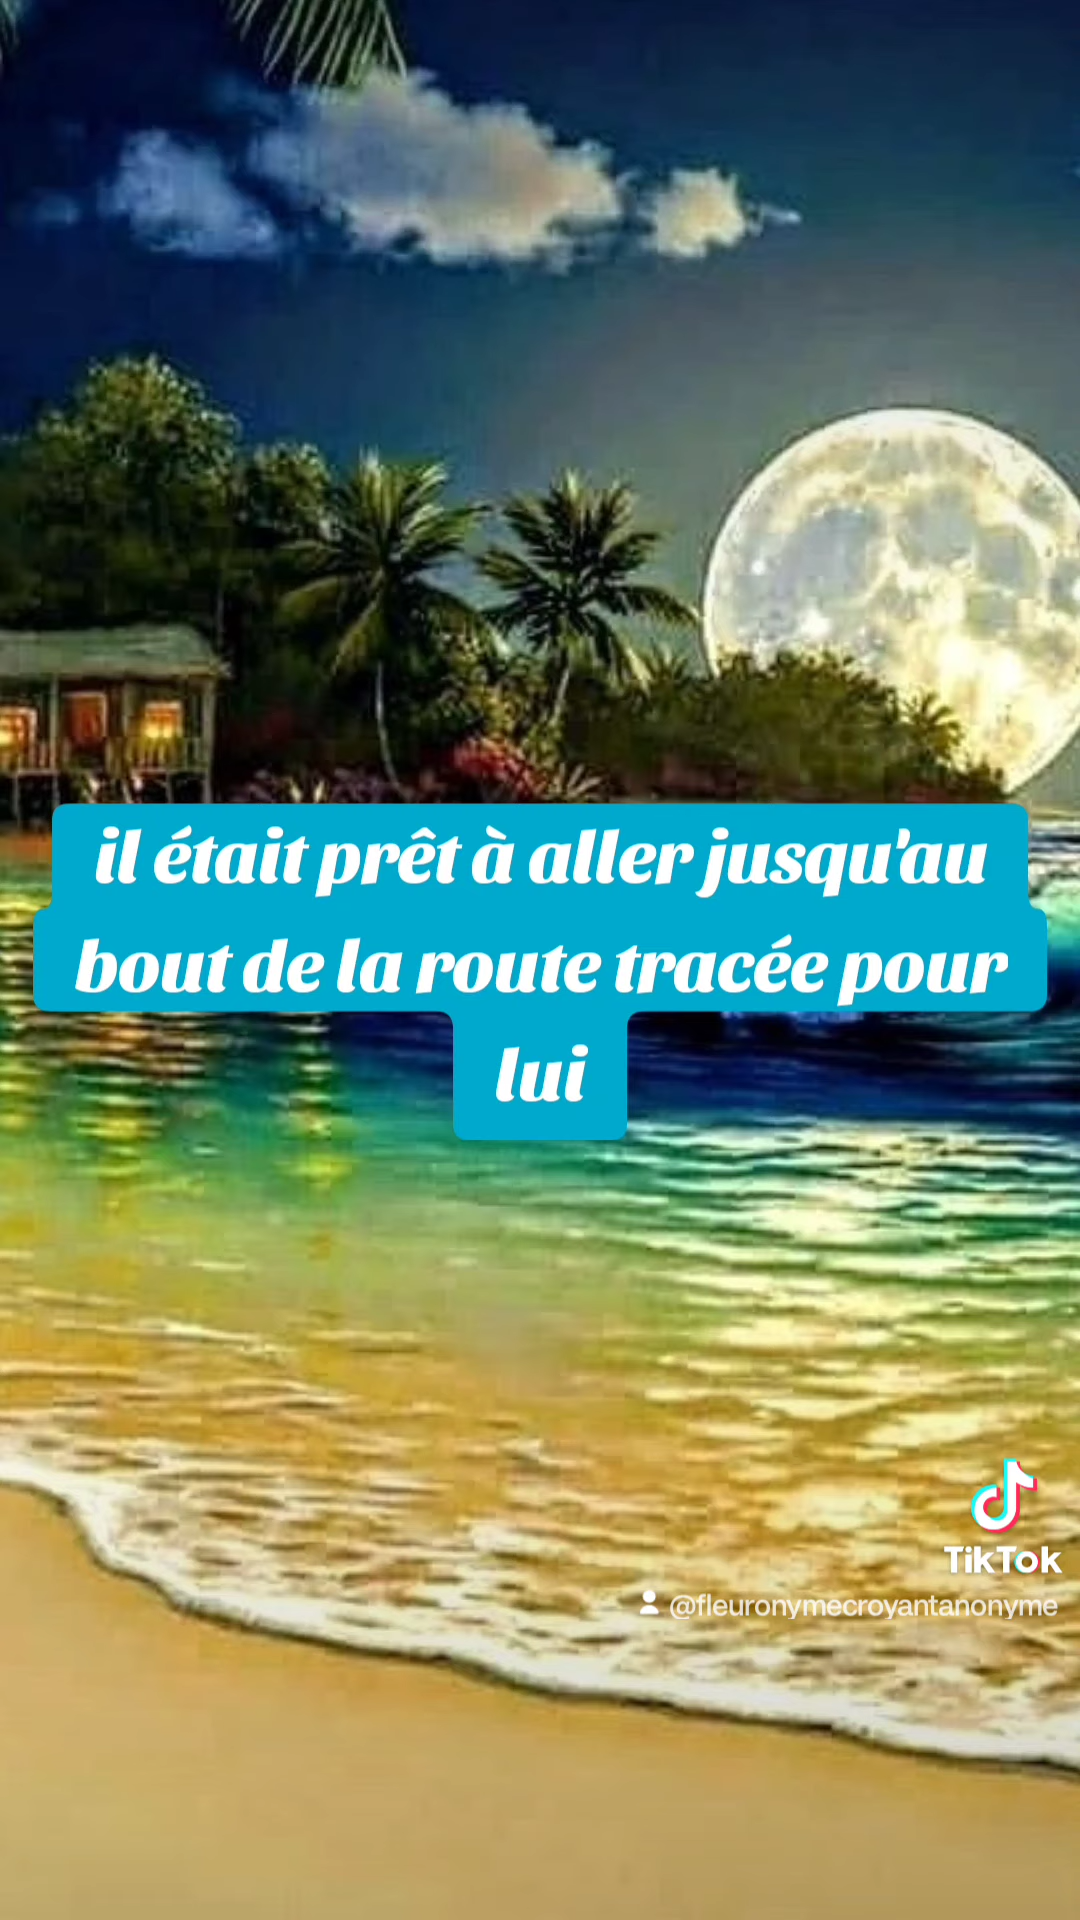 il était prêt à aller jusqu'au
bout de la route tracée pour
lui
TikTok
@fleuronymecroyantanonyme